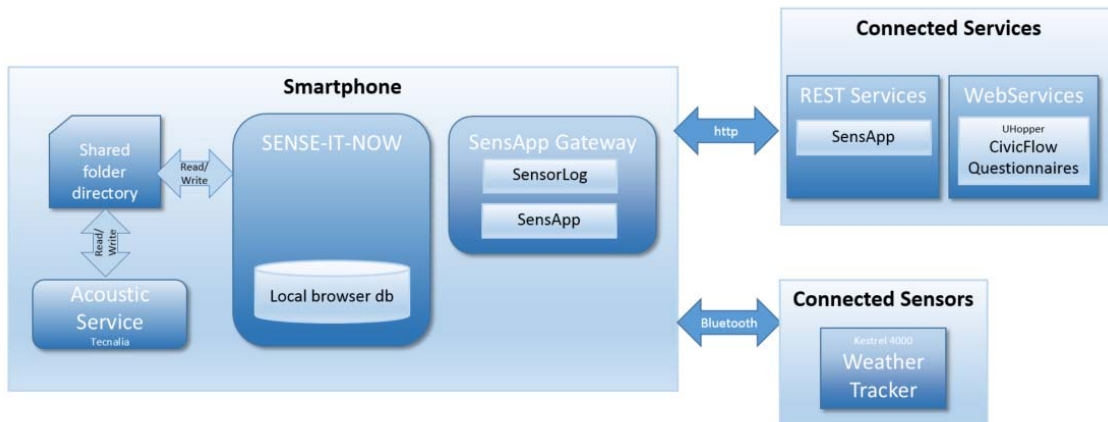 Connected Services
Smartphone
REST Services
WebServices
SensApp
UHopper
CivicFlow
Questionnaires
http
Shared
folder
directory
Read/
Write
SENSE-IT-NOW
SensApp Gateway
SensorLog
SensApp
Read/
Write
Acoustic
Service
Tecnalia
Local browser db
Bluetooth
Connected Sensors
Kestrel 4000
Weather
Tracker